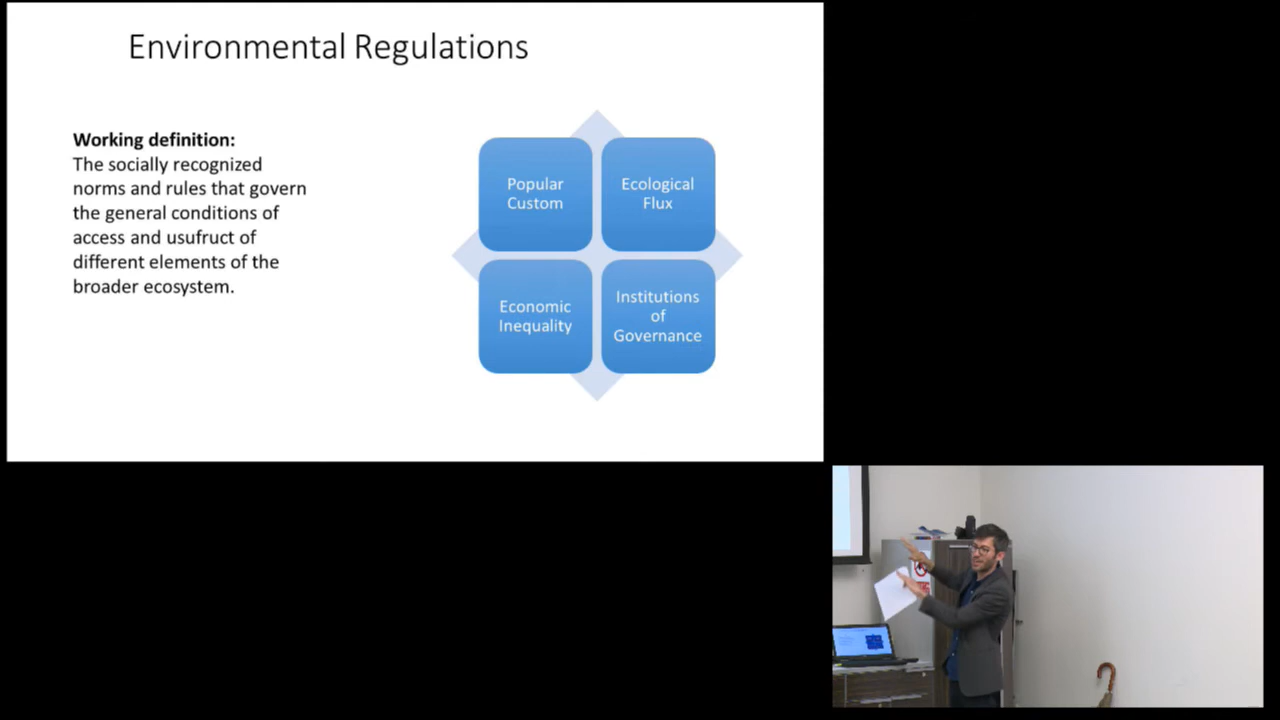 Environmental Regulations
Working definition:
The socially recognized
norms and rules that govern
the general conditions of
access and usufruct of
different elements of the
broader ecosystem.
Popular
Custom
Ecological
Flux
Economic
Inequality
Institutions
of
Governance